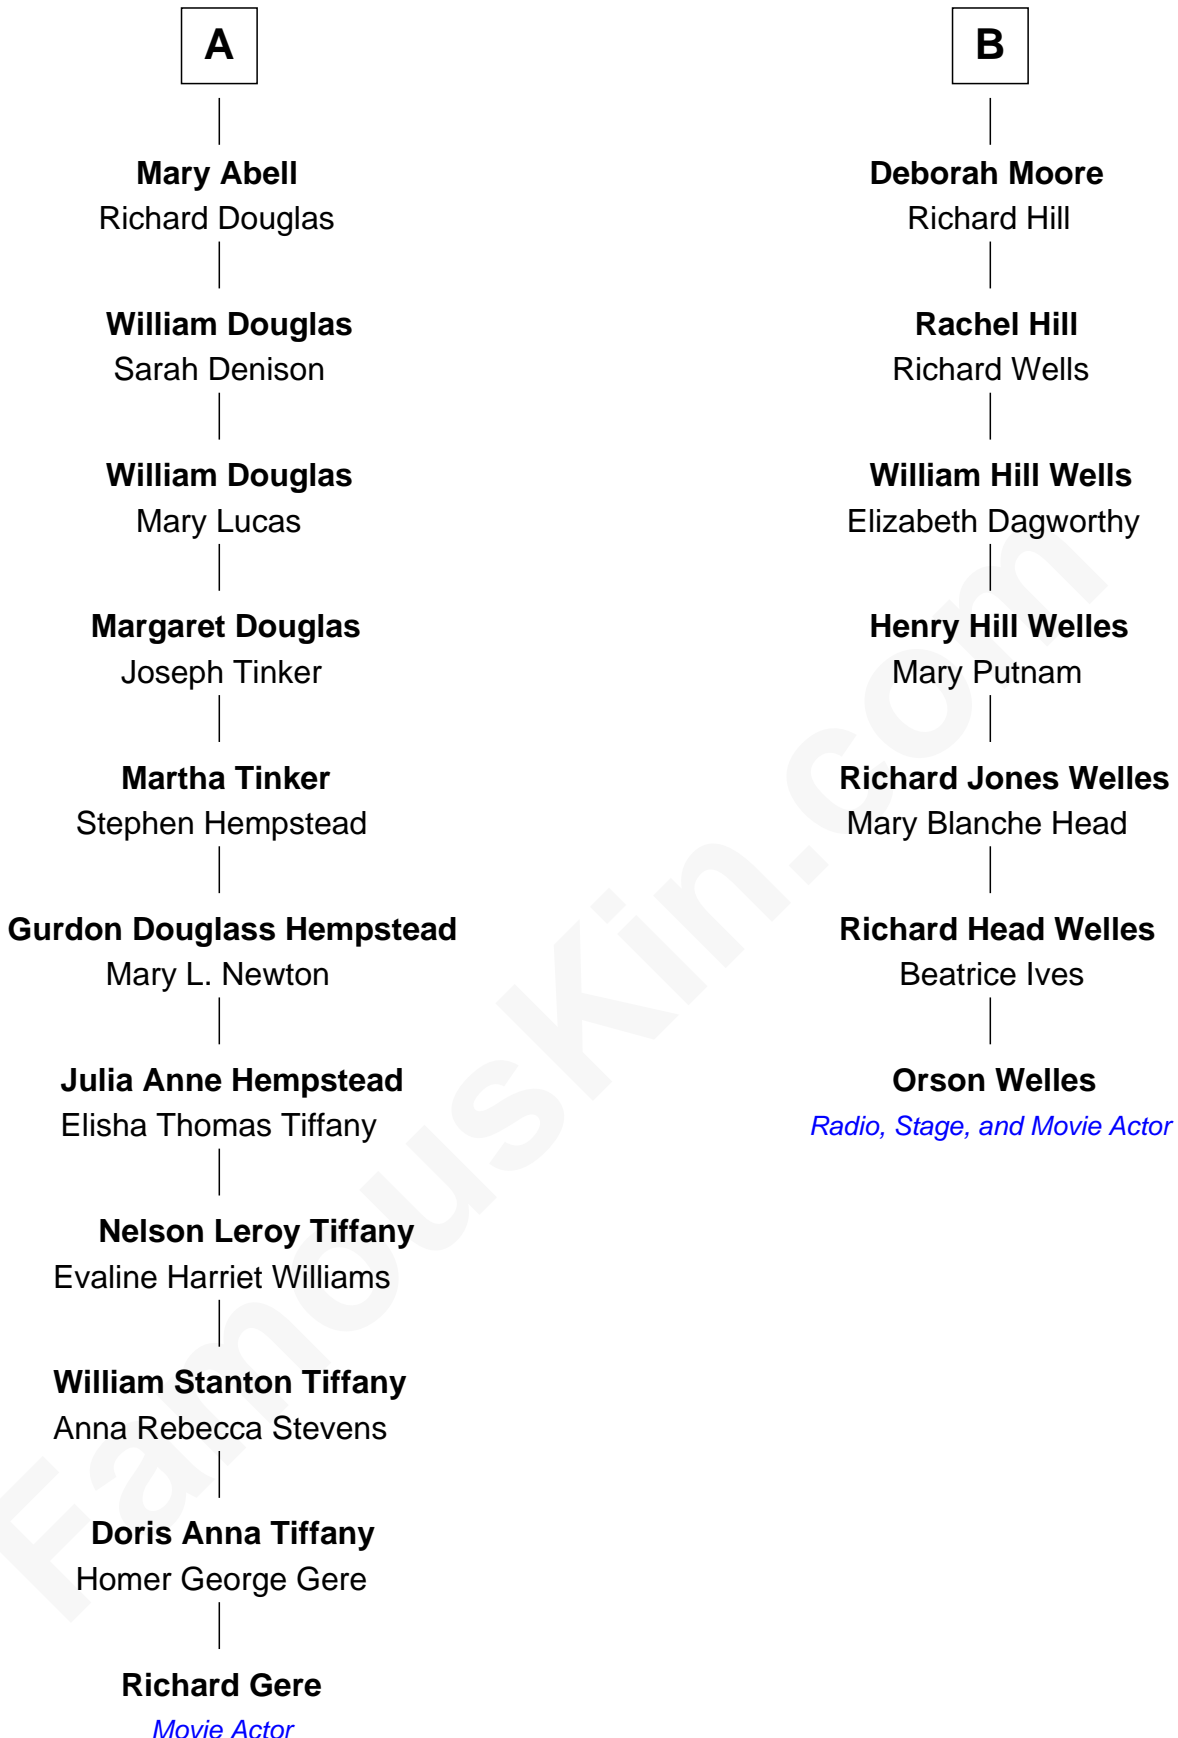 A
Mary Abell
Richard Douglas
William Douglas
Sarah Denison
William Douglas
Mary Lucas
Margaret Douglas
Joseph Tinker
Martha Tinker
Stephen Hempstead
Gurdon Douglass Hempstead
Mary L. Newton
Julia Anne Hempstead
Elisha Thomas Tiffany
Nelson Leroy Tiffany
Evaline Harriet Williams
William Stanton Tiffany
Anna Rebecca Stevens
Doris Anna Tiffany
Homer George Gere
Richard Gere
Movie Actor
B
Deborah Moore
Richard Hill
Rachel Hill
Richard Wells
William Hill Wells
Elizabeth Dagworthy
Henry Hill Welles
Mary Putnam
Richard Jones Welles
Mary Blanche Head
Richard Head Welles
Beatrice Ives
Orson Welles
Radio, Stage, and Movie Actor
FamousKin.com